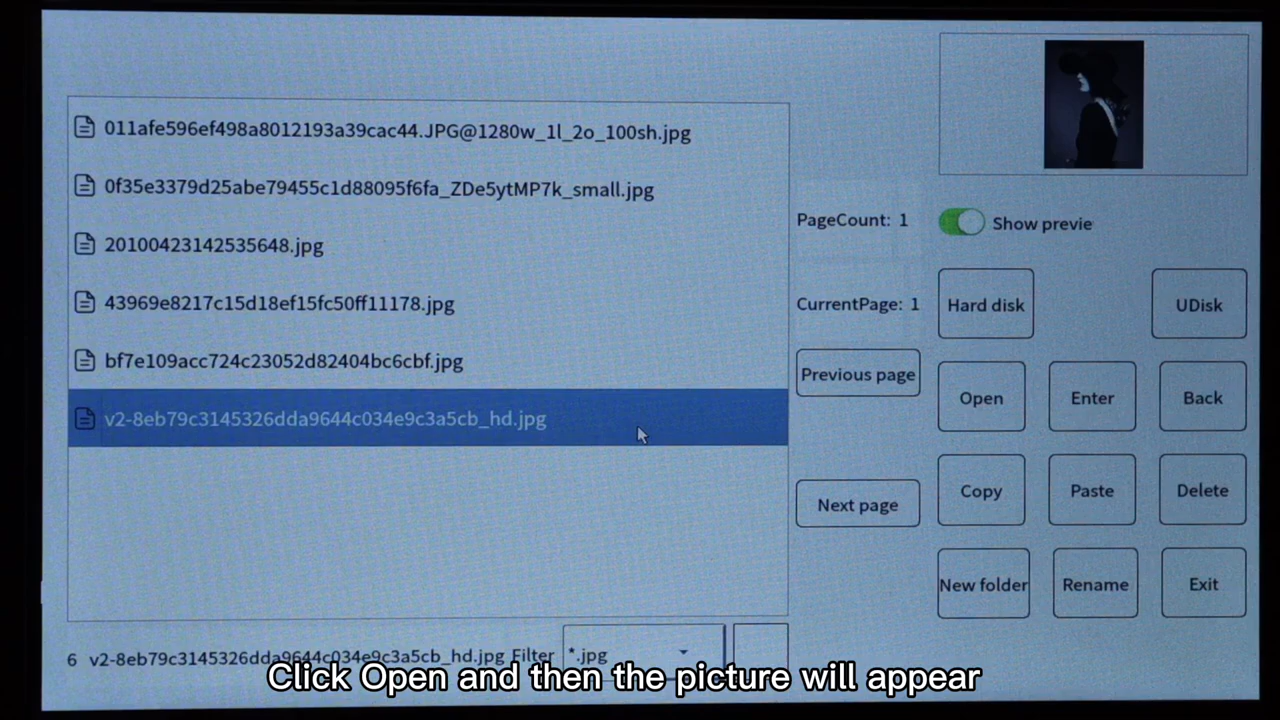 011afe596ef498a8012193a39cac44.JPG@1280w_1l_2o_100sh.jpg
0f35e3379d25abe79455c1d88095f6fa_ZDe5ytMP7k_small.jpg
20100423142535648.jpg
43969e8217c15d18ef15fc50ff11178.jpg
bf7e109acc724c23052d82404bc6cbf.jpg
v2-8eb79c3145326dda9644c034e9c3a5cb_hd.jpg
PageCount: 1
Show previe
CurrentPage: 1
Hard disk
UDisk
Previous page
Open
Enter
Back
Next page
Copy
Paste
Delete
New folder
Rename
Exit
6 v2-8eb79c3145326dda9644c034e9c3a5cb_hd.jpg Filter *.jpg
Click Open and then the picture will appear